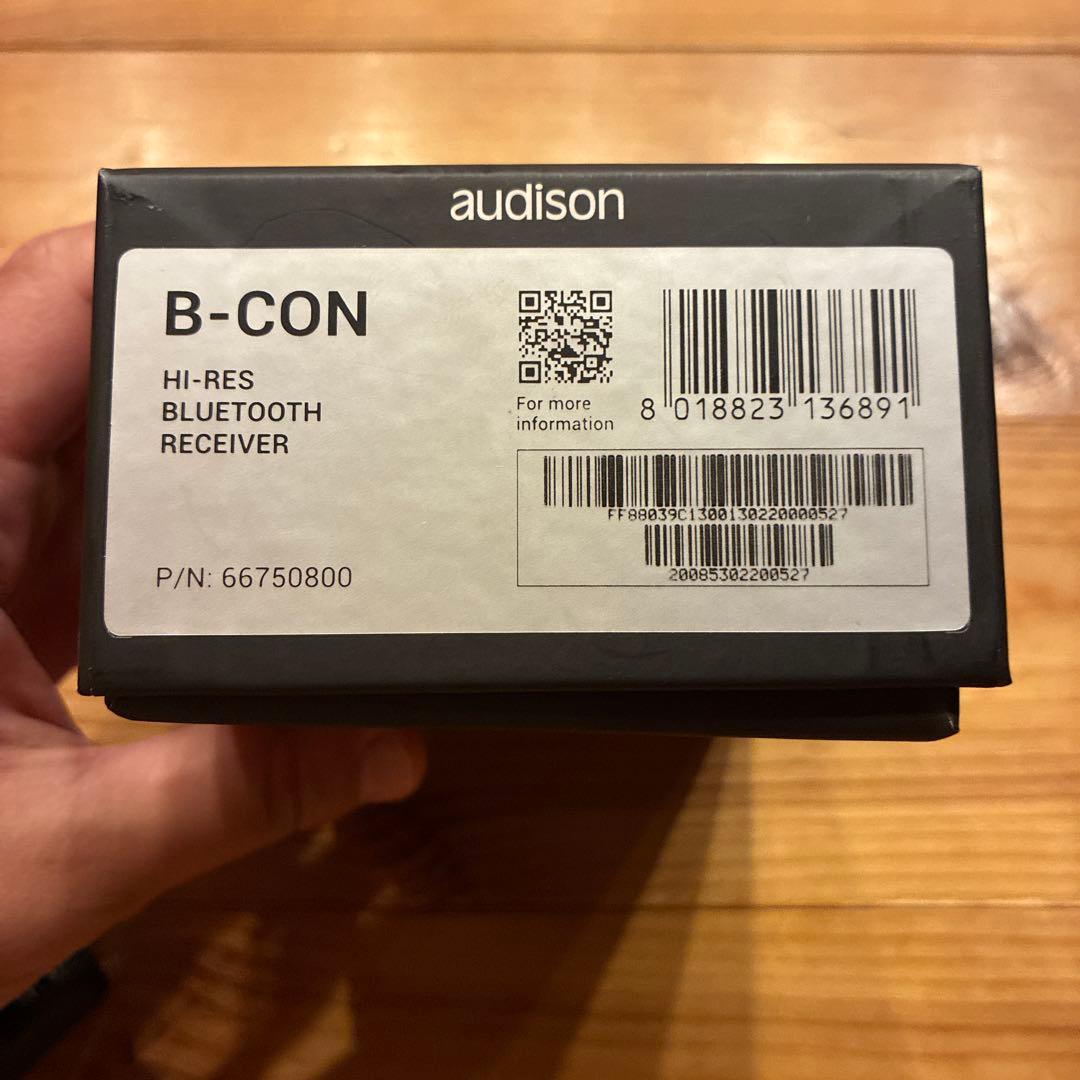 audison
B-CON
HI-RES
BLUETOOTH
RECEIVER
P/N: 66750800
For more
information
8 018823 136891
FF88039C1300130220000527
20085302200527